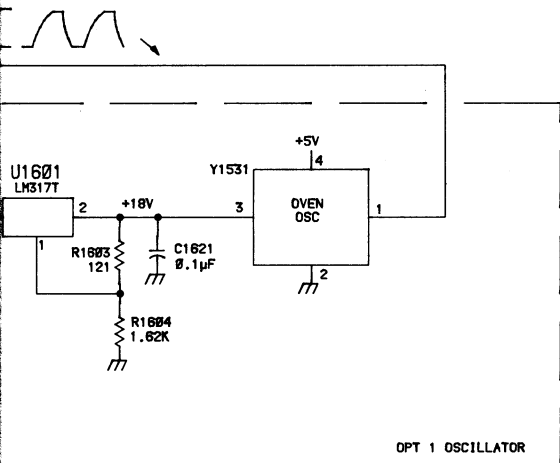 +5V
Y1531
4
U1601
LM317T
OVEN
OSC
2
+18V
3
1
1
R1603
121
C1621
0.1µF
2
R1604
1.62K
OPT 1 OSCILLATOR